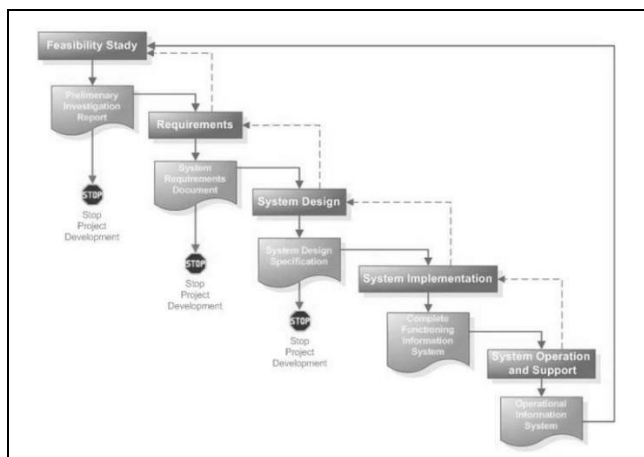 Feasibility Stady
Prelimenary
Investigation
Report
STOP
Stop
Project
Development
Requirements
System
Requirements
Document
STOP
Stop
Project
Development
System Design
System Design
Specification
STOP
Stop
Project
Development
System Implementation
Complete
Functioning
Information
System
System Operation
and Support
Operational
Information
System